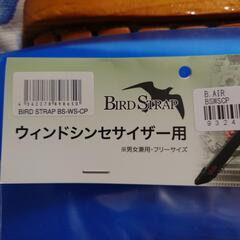 BIRD STRAP BS-WS-CP
BIRD STRAP
ウィンドシンセサイザー用
※男女兼用・フリーサイズ
B.AIR
BSWSCP
9324